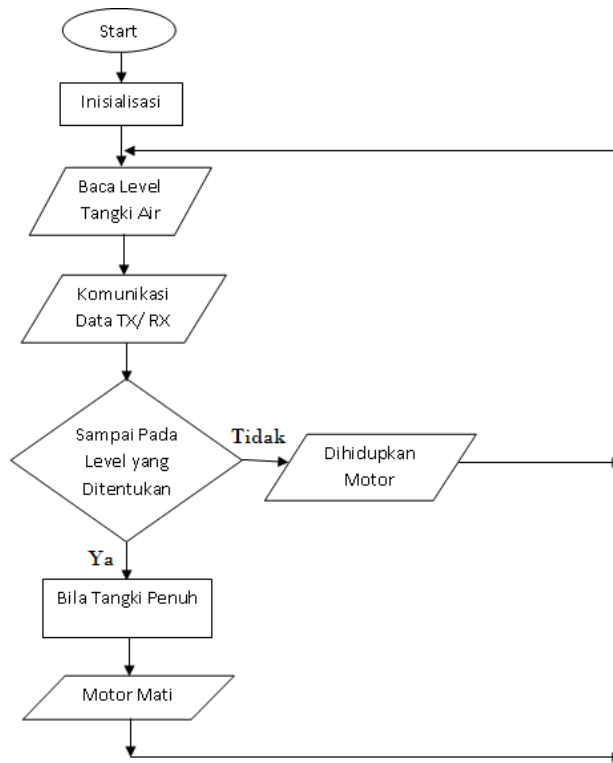 Start
Inisialisasi
Baca Level
Tangki Air
Komunikasi
Data TX/ RX
Sampai Pada
Level yang
Ditentukan
Tidak
Dihidupkan
Motor
Ya
Bila Tangki Penuh
Motor Mati